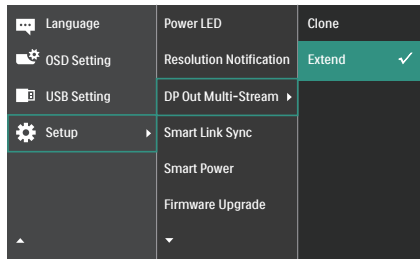 Language
OSD Setting
USB Setting
Setup
Power LED
Resolution Notification
DP Out Multi-Stream
Smart Link Sync
Smart Power
Firmware Upgrade
Clone
Extend